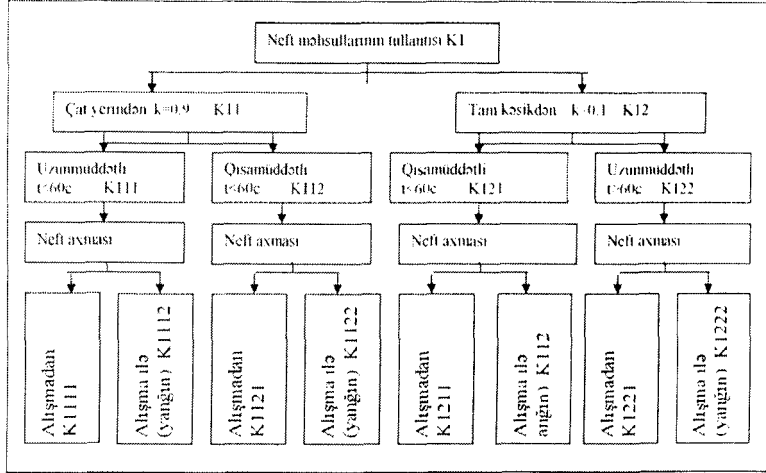 Neft məhsullarının tullantısı K1
Çat yerindən k=0.9 K11
Tam kəsikdən k=0.1 K12
Uzunmüddətli
t<60c K111
Qısamüddətli
t<60c K112
Qısamüddətli
t<60c K121
Uzunmüddətli
t>60c K122
Neft axması
Neft axması
Neft axması
Neft axması
Alışmadan
K1111
Alışma ilə
(yanğın) K1112
Alışmadan
K1121
Alışma ilə
(yanğın) K1122
Alışmadan
K1211
Alışma ilə
anğın) K112
Alışmadan
K1221
Alışma ilə
(yanğın) K1222